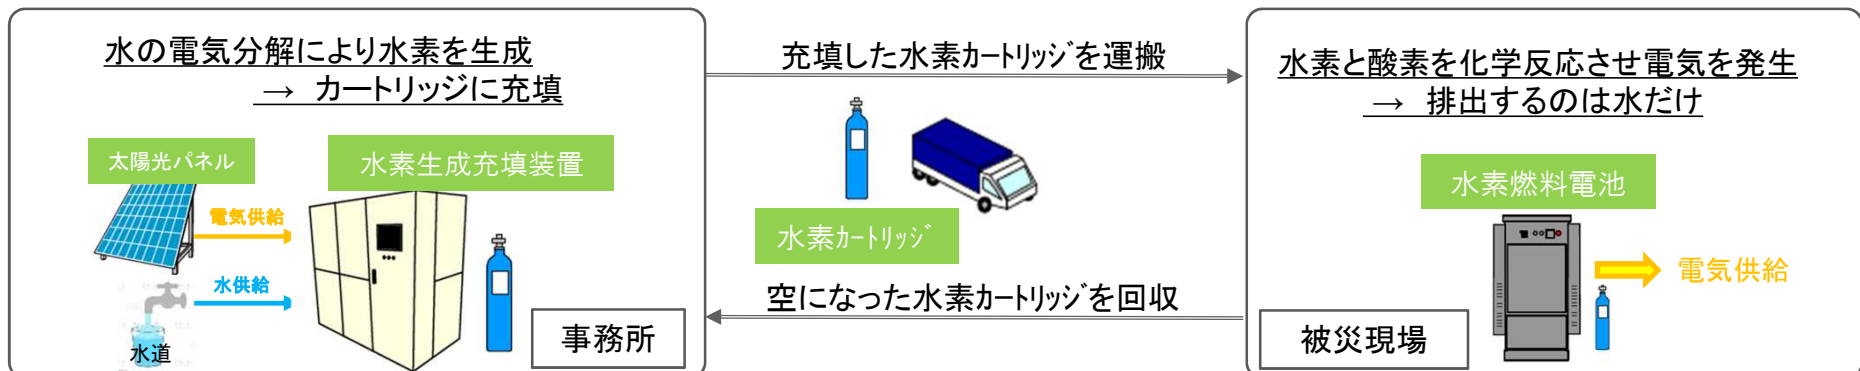 水の電気分解により水素を生成
→ カートリッジに充填
太陽光パネル
水素生成充填装置
電気供給
水供給
水道
事務所
充填した水素ｶｰﾄﾘｯｼﾞを運搬
水素ｶｰﾄﾘｯｼﾞ
空になった水素ｶｰﾄﾘｯｼﾞを回収
水素と酸素を化学反応させ電気を発生
→ 排出するのは水だけ
水素燃料電池
電気供給
被災現場